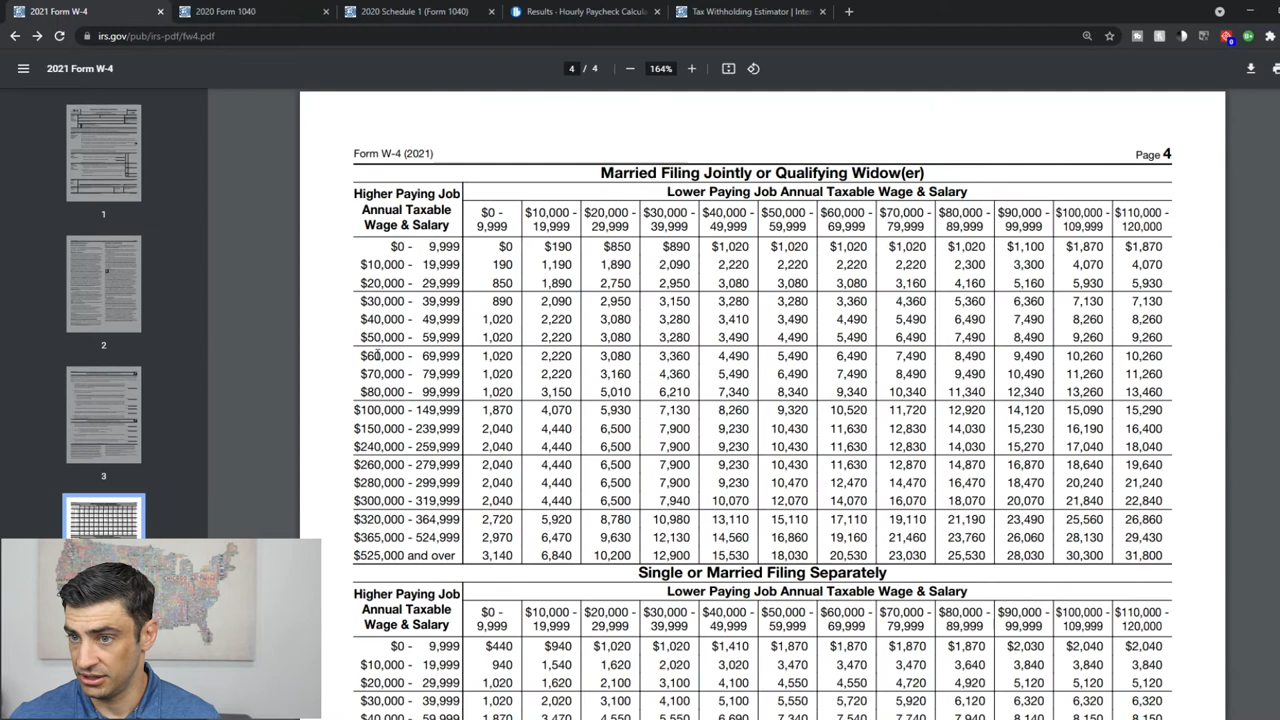 2021 Form W-4
2020 Form 1040
2020 Schedule 1 (Form 1040)
Results - Hourly Paycheck Calcul
Tax Withholding Estimator | Inter
irs.gov/pub/irs-pdf/fw4.pdf
2021 Form W-4
4 / 4
164%
1
2
3
Form W-4 (2021) Page 4
Married Filing Jointly or Qualifying Widow(er)
Higher Paying Job Annual Taxable Wage & Salary
Lower Paying Job Annual Taxable Wage & Salary
$0 - 9,999 $10,000 - 19,999 $20,000 - 29,999 $30,000 - 39,999 $40,000 - 49,999 $50,000 - 59,999 $60,000 - 69,999 $70,000 - 79,999 $80,000 - 89,999 $90,000 - 99,999 $100,000 - 109,999 $110,000 - 120,000
$0 - 9,999 $0 $190 $850 $890 $1,020 $1,020 $1,020 $1,020 $1,020 $1,100 $1,870 $1,870
$10,000 - 19,999 190 1,190 1,890 2,090 2,220 2,220 2,220 2,220 2,300 3,300 4,070 4,070
$20,000 - 29,999 850 1,890 2,750 2,950 3,080 3,080 3,080 3,160 4,160 5,160 5,930 5,930
$30,000 - 39,999 890 2,090 2,950 3,150 3,280 3,280 3,360 4,360 5,360 6,360 7,130 7,130
$40,000 - 49,999 1,020 2,220 3,080 3,280 3,410 3,490 4,490 5,490 6,490 7,490 8,260 8,260
$50,000 - 59,999 1,020 2,220 3,080 3,280 3,490 4,490 5,490 6,490 7,490 8,490 9,260 9,260
$60,000 - 69,999 1,020 2,220 3,080 3,360 4,490 5,490 6,490 7,490 8,490 9,490 10,260 10,260
$70,000 - 79,999 1,020 2,220 3,160 4,360 5,490 6,490 7,490 8,490 9,490 10,490 11,260 11,260
$80,000 - 99,999 1,020 3,150 5,010 6,210 7,340 8,340 9,340 10,340 11,340 12,340 13,260 13,460
$100,000 - 149,999 1,870 4,070 5,930 7,130 8,260 9,320 10,520 11,720 12,920 14,120 15,090 15,290
$150,000 - 239,999 2,040 4,440 6,500 7,900 9,230 10,430 11,630 12,830 14,030 15,230 16,190 16,400
$240,000 - 259,999 2,040 4,440 6,500 7,900 9,230 10,430 11,630 12,830 14,030 15,270 17,040 18,040
$260,000 - 279,999 2,040 4,440 6,500 7,900 9,230 10,430 11,630 12,870 14,870 16,870 18,640 19,640
$280,000 - 299,999 2,040 4,440 6,500 7,900 9,230 10,470 12,470 14,470 16,470 18,470 20,240 21,240
$300,000 - 319,999 2,040 4,440 6,500 7,940 10,070 12,070 14,070 16,070 18,070 20,070 21,840 22,840
$320,000 - 364,999 2,720 5,920 8,780 10,980 13,110 15,110 17,110 19,110 21,190 23,490 25,560 26,860
$365,000 - 524,999 2,970 6,470 9,630 12,130 14,560 16,860 19,160 21,460 23,760 26,060 28,130 29,430
$525,000 and over 3,140 6,840 10,200 12,900 15,530 18,030 20,530 23,030 25,530 28,030 30,300 31,800
Single or Married Filing Separately
Higher Paying Job Annual Taxable Wage & Salary
Lower Paying Job Annual Taxable Wage & Salary
$0 - 9,999 $10,000 - 19,999 $20,000 - 29,999 $30,000 - 39,999 $40,000 - 49,999 $50,000 - 59,999 $60,000 - 69,999 $70,000 - 79,999 $80,000 - 89,999 $90,000 - 99,999 $100,000 - 109,999 $110,000 - 120,000
$0 - 9,999 $440 $940 $1,020 $1,020 $1,410 $1,870 $1,870 $1,870 $1,870 $2,030 $2,040 $2,040
$10,000 - 19,999 940 1,540 1,620 2,020 3,020 3,470 3,470 3,470 3,640 3,840 3,840 3,840
$20,000 - 29,999 1,020 1,620 2,100 3,100 4,100 4,550 4,550 4,720 4,920 5,120 5,120 5,120
$30,000 - 39,999 1,020 2,020 3,100 4,100 5,100 5,550 5,720 5,920 6,120 6,320 6,320 6,320